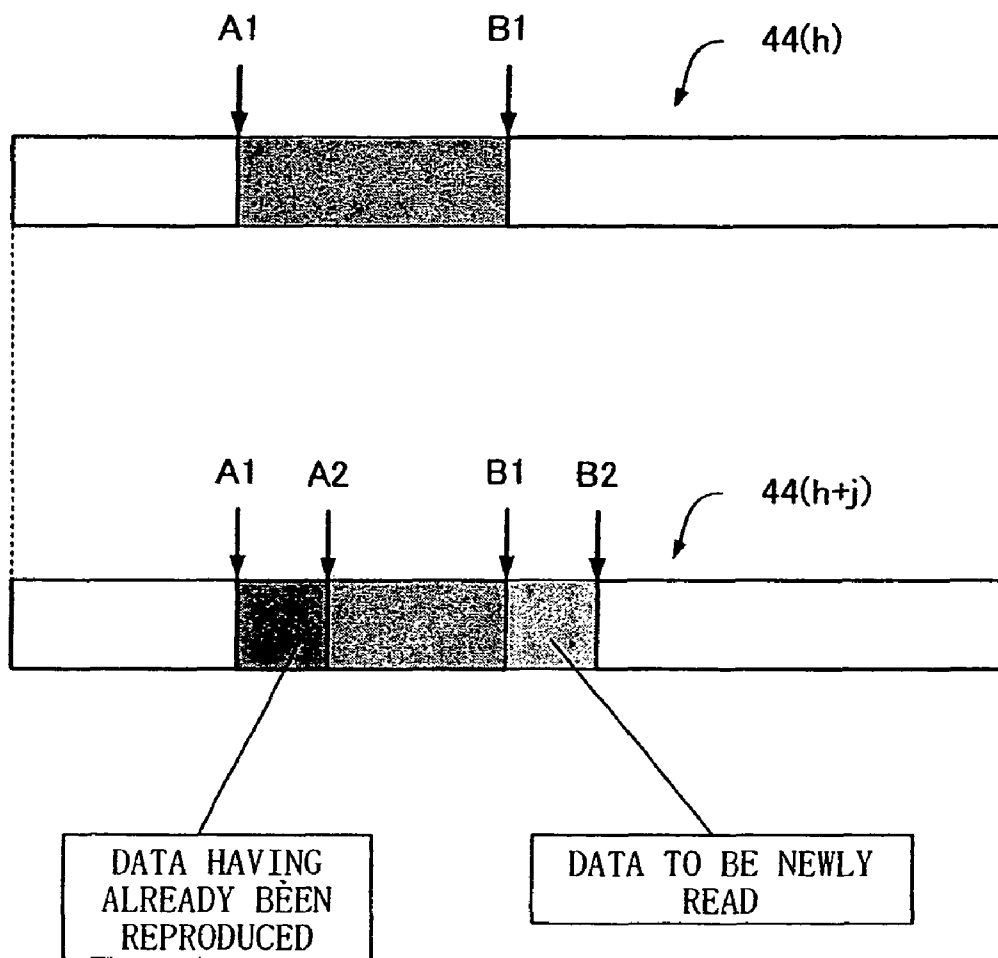 A1 B1 44(h)
A1 A2 B1 B2 44(h+j)
DATA HAVING
ALREADY BEEN
REPRODUCED
DATA TO BE NEWLY
READ